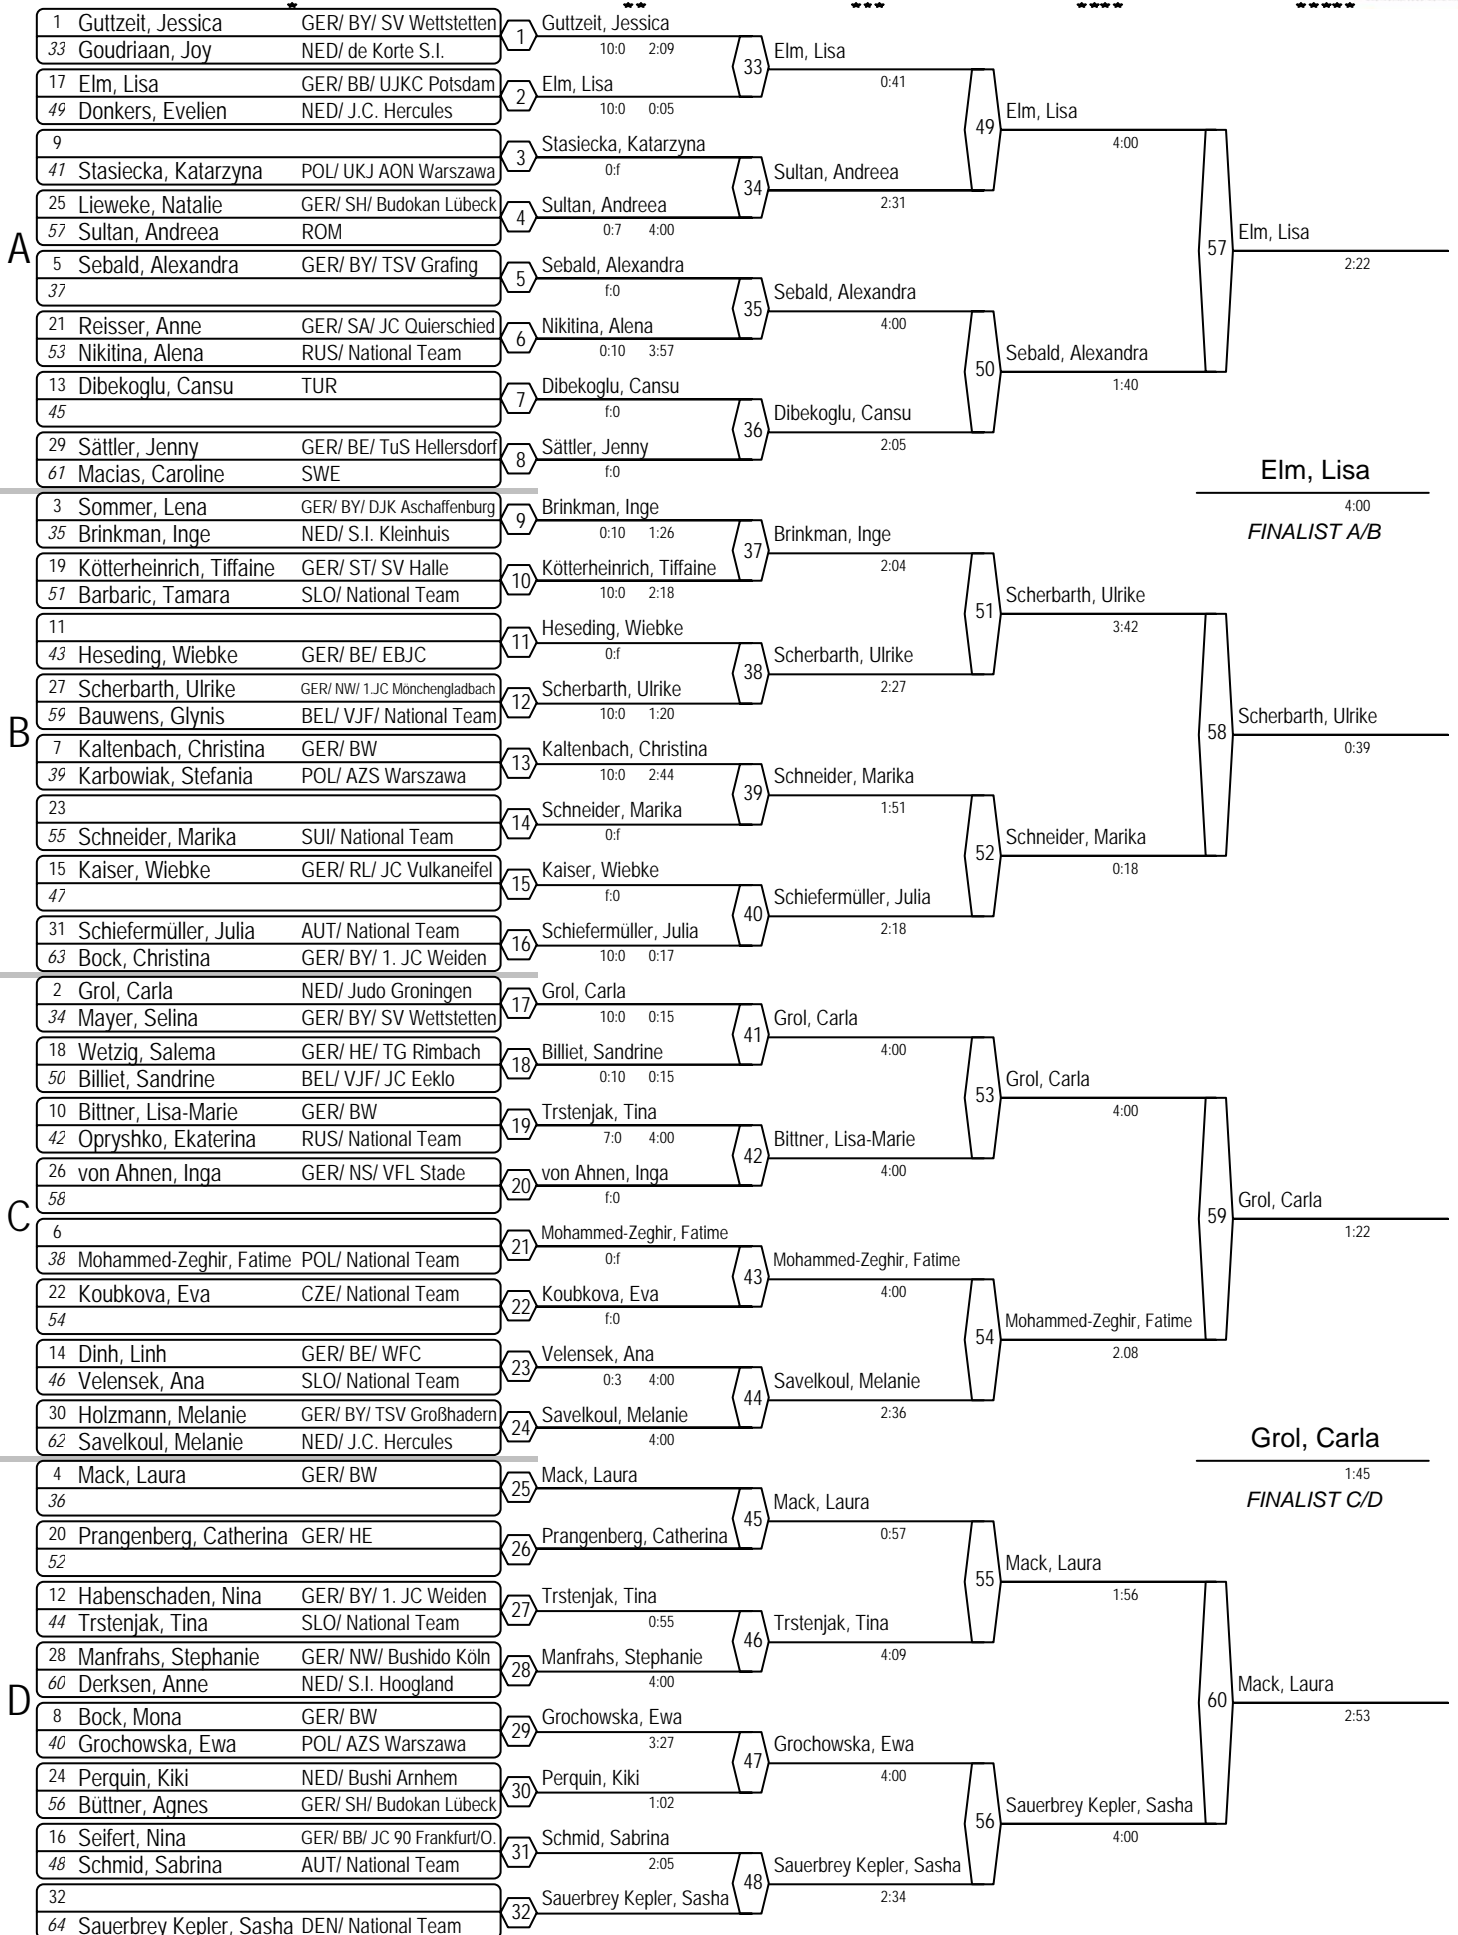 * ** *** **** *****
A
1 Guttzeit, Jessica GER/ BY/ SV Wettstetten
33 Goudriaan, Joy NED/ de Korte S.I.
1
Guttzeit, Jessica
10:0 2:09
17 Elm, Lisa GER/ BB/ UJKC Potsdam
49 Donkers, Evelien NED/ J.C. Hercules
2
Elm, Lisa
10:0 0:05
9
41 Stasiecka, Katarzyna POL/ UKJ AON Warszawa
3
Stasiecka, Katarzyna
0:f
25 Lieweke, Natalie GER/ SH/ Budokan Lübeck
57 Sultan, Andreea ROM
4
Sultan, Andreea
0:7 4:00
5 Sebald, Alexandra GER/ BY/ TSV Grafing
37
5
Sebald, Alexandra
f:0
21 Reisser, Anne GER/ SA/ JC Quierschied
53 Nikitina, Alena RUS/ National Team
6
Nikitina, Alena
0:10 3:57
13 Dibekoglu, Cansu TUR
45
7
Dibekoglu, Cansu
f:0
29 Sättler, Jenny GER/ BE/ TuS Hellersdorf
61 Macias, Caroline SWE
8
Sättler, Jenny
f:0
B
3 Sommer, Lena GER/ BY/ DJK Aschaffenburg
35 Brinkman, Inge NED/ S.I. Kleinhuis
9
Brinkman, Inge
0:10 1:26
19 Kötterheinrich, Tiffaine GER/ ST/ SV Halle
51 Barbaric, Tamara SLO/ National Team
10
Kötterheinrich, Tiffaine
10:0 2:18
11
43 Heseding, Wiebke GER/ BE/ EBJC
11
Heseding, Wiebke
0:f
27 Scherbarth, Ulrike GER/ NW/ 1.JC Mönchengladbach
59 Bauwens, Glynis BEL/ VJF/ National Team
12
Scherbarth, Ulrike
10:0 1:20
7 Kaltenbach, Christina GER/ BW
39 Karbowiak, Stefania POL/ AZS Warszawa
13
Kaltenbach, Christina
10:0 2:44
23
55 Schneider, Marika SUI/ National Team
14
Schneider, Marika
0:f
15 Kaiser, Wiebke GER/ RL/ JC Vulkaneifel
47
15
Kaiser, Wiebke
f:0
31 Schiefermüller, Julia AUT/ National Team
63 Bock, Christina GER/ BY/ 1. JC Weiden
16
Schiefermüller, Julia
10:0 0:17
C
2 Grol, Carla NED/ Judo Groningen
34 Mayer, Selina GER/ BY/ SV Wettstetten
17
Grol, Carla
10:0 0:15
18 Wetzig, Salema GER/ HE/ TG Rimbach
50 Billiet, Sandrine BEL/ VJF/ JC Eeklo
18
Billiet, Sandrine
0:10 0:15
10 Bittner, Lisa-Marie GER/ BW
42 Opryshko, Ekaterina RUS/ National Team
19
Trstenjak, Tina
7:0 4:00
26 von Ahnen, Inga GER/ NS/ VFL Stade
58
20
von Ahnen, Inga
f:0
6
38 Mohammed-Zeghir, Fatime POL/ National Team
21
Mohammed-Zeghir, Fatime
0:f
22 Koubkova, Eva CZE/ National Team
54
22
Koubkova, Eva
f:0
14 Dinh, Linh GER/ BE/ WFC
46 Velensek, Ana SLO/ National Team
23
Velensek, Ana
0:3 4:00
30 Holzmann, Melanie GER/ BY/ TSV Großhadern
62 Savelkoul, Melanie NED/ J.C. Hercules
24
Savelkoul, Melanie
4:00
D
4 Mack, Laura GER/ BW
36
25
Mack, Laura
20 Prangenberg, Catherina GER/ HE
52
26
Prangenberg, Catherina
12 Habenschaden, Nina GER/ BY/ 1. JC Weiden
44 Trstenjak, Tina SLO/ National Team
27
Trstenjak, Tina
0:55
28 Manfrahs, Stephanie GER/ NW/ Bushido Köln
60 Derksen, Anne NED/ S.I. Hoogland
28
Manfrahs, Stephanie
4:00
8 Bock, Mona GER/ BW
40 Grochowska, Ewa POL/ AZS Warszawa
29
Grochowska, Ewa
3:27
24 Perquin, Kiki NED/ Bushi Arnhem
56 Büttner, Agnes GER/ SH/ Budokan Lübeck
30
Perquin, Kiki
1:02
16 Seifert, Nina GER/ BB/ JC 90 Frankfurt/O.
48 Schmid, Sabrina AUT/ National Team
31
Schmid, Sabrina
2:05
32
64 Sauerbrey Kepler, Sasha DEN/ National Team
32
Sauerbrey Kepler, Sasha
33
Elm, Lisa
0:41
34
Sultan, Andreea
2:31
35
Sebald, Alexandra
4:00
36
Dibekoglu, Cansu
2:05
37
Brinkman, Inge
2:04
38
Scherbarth, Ulrike
2:27
39
Schneider, Marika
1:51
40
Schiefermüller, Julia
2:18
41
Grol, Carla
4:00
42
Bittner, Lisa-Marie
4:00
43
Mohammed-Zeghir, Fatime
4:00
44
Savelkoul, Melanie
2:36
45
Mack, Laura
0:57
46
Trstenjak, Tina
4:09
47
Grochowska, Ewa
4:00
48
Sauerbrey Kepler, Sasha
2:34
49
Elm, Lisa
4:00
50
Sebald, Alexandra
1:40
51
Scherbarth, Ulrike
3:42
52
Schneider, Marika
0:18
53
Grol, Carla
4:00
54
Mohammed-Zeghir, Fatime
2.08
55
Mack, Laura
1:56
56
Sauerbrey Kepler, Sasha
4:00
57
Elm, Lisa
2:22
58
Scherbarth, Ulrike
0:39
59
Grol, Carla
1:22
60
Mack, Laura
2:53
Elm, Lisa
4:00
FINALIST A/B
Grol, Carla
1:45
FINALIST C/D